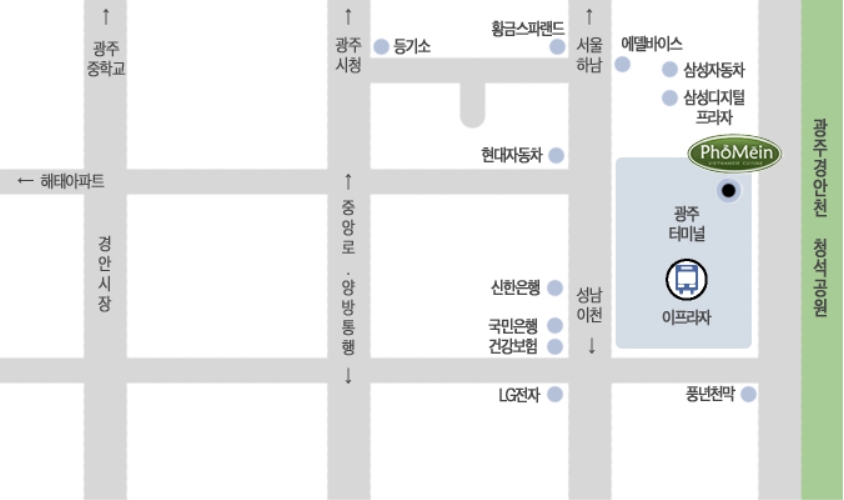 ↑
광주
중학교
↑
광주
시청
등기소
황금스파랜드
↑
서울
하남
에델바이스
삼성자동차
삼성디지털
프라자
현대자동차
PhoMein
VIETNAMESE CUISINE
← 해태아파트
광주
터미널
이프라자
경안시장
↑
중앙로 · 양방통행
↓
신한은행
국민은행
건강보험
성남
이천
↓
LG전자
풍년천막
광주경안천 청석공원